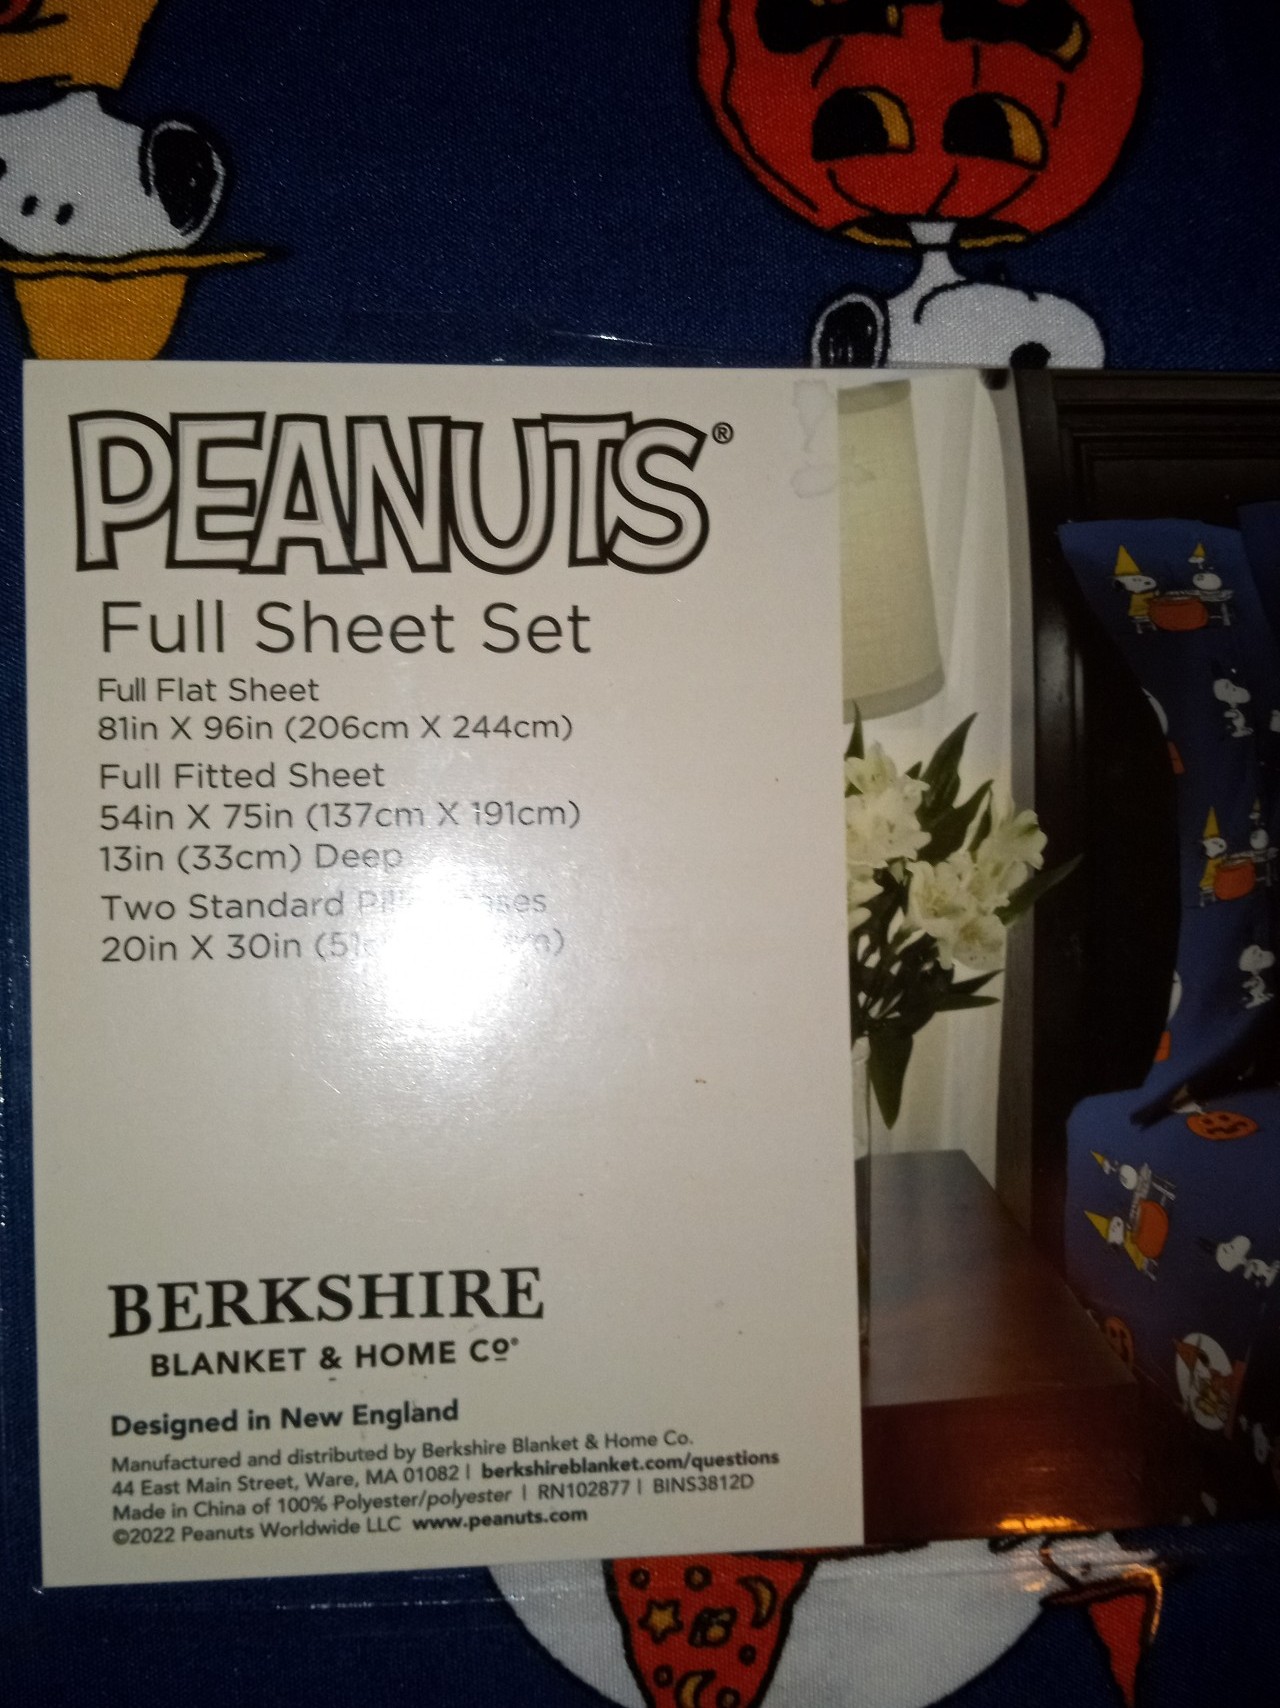 PEANUTS®
Full Sheet Set
Full Flat Sheet
81in X 96in (206cm X 244cm)
Full Fitted Sheet
54in X 75in (137cm X 191cm)
13in (33cm) Deep
Two Standard
20in X 30in
BERKSHIRE
BLANKET & HOME Cº®
Designed in New England
Manufactured and distributed by Berkshire Blanket & Home Co.
44 East Main Street, Ware, MA 01082 | berkshireblanket.com/questions
Made in China of 100% Polyester/polyester | RN102877 | BINS3812D
©2022 Peanuts Worldwide LLC www.peanuts.com